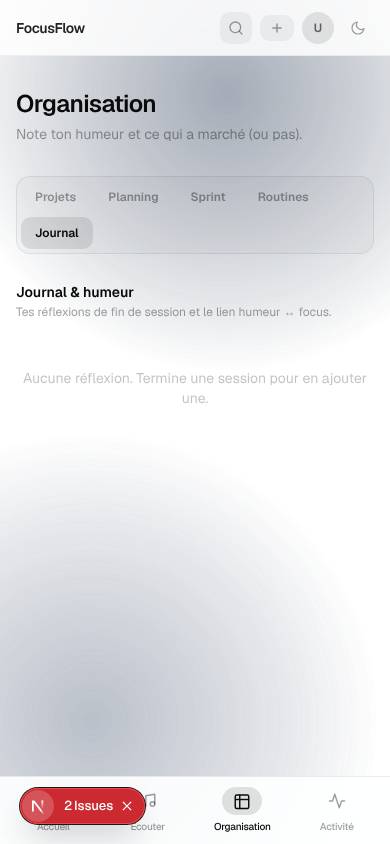 FocusFlow
U
Organisation
Note ton humeur et ce qui a marché (ou pas).
Projets Planning Sprint Routines
Journal
Journal & humeur
Tes réflexions de fin de session et le lien humeur ↔ focus.
Aucune réflexion. Termine une session pour en ajouter
une.
N 2 Issues
Accueil Écouter Organisation Activité